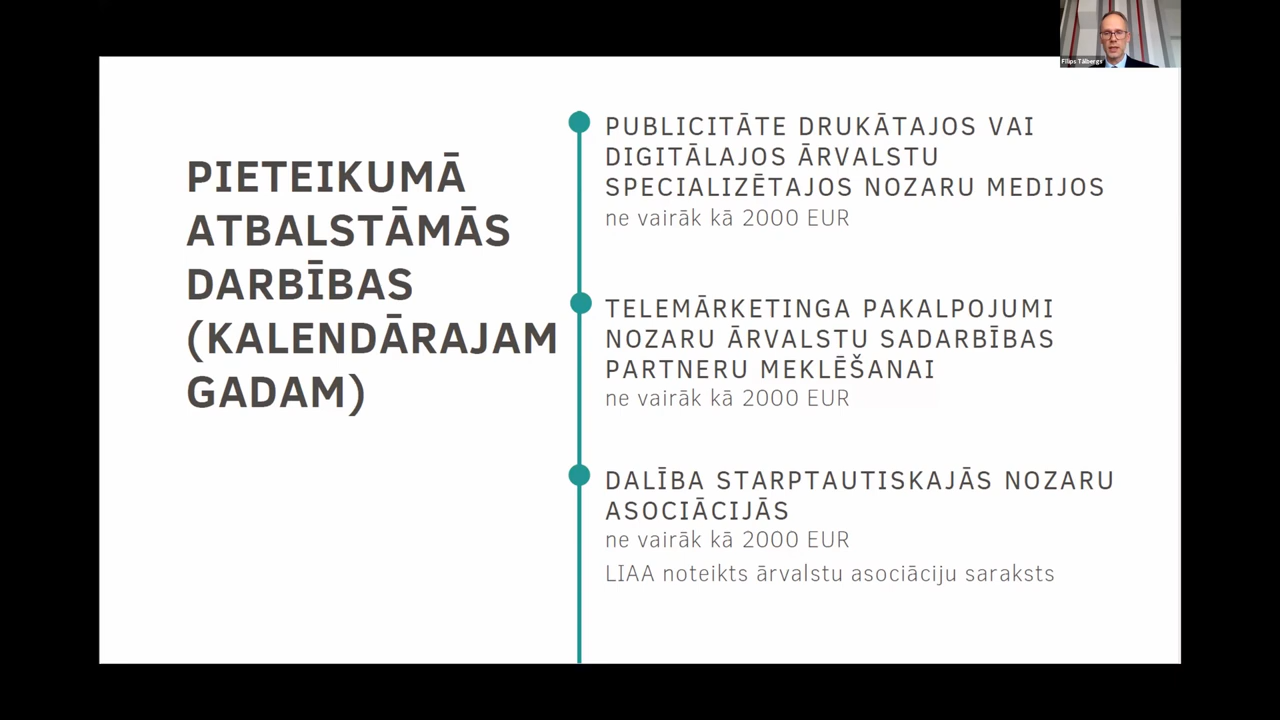 Filips Tālbergs
PIETEIKUMĀ
ATBALSTĀMĀS
DARBĪBAS
(KALENDĀRAJAM
GADAM)
PUBLICITĀTE DRUKĀTAJOS VAI
DIGITĀLAJOS ĀRVALSTU
SPECIALIZĒTAJOS NOZARU MEDIJOS
ne vairāk kā 2000 EUR
TELEMĀRKETINGA PAKALPOJUMI
NOZARU ĀRVALSTU SADARBĪBAS
PARTNERU MEKLĒŠANAI
ne vairāk kā 2000 EUR
DALĪBA STARPTAUTISKAJĀS NOZARU
ASOCIĀCIJĀS
ne vairāk kā 2000 EUR
LIAA noteikts ārvalstu asociāciju saraksts